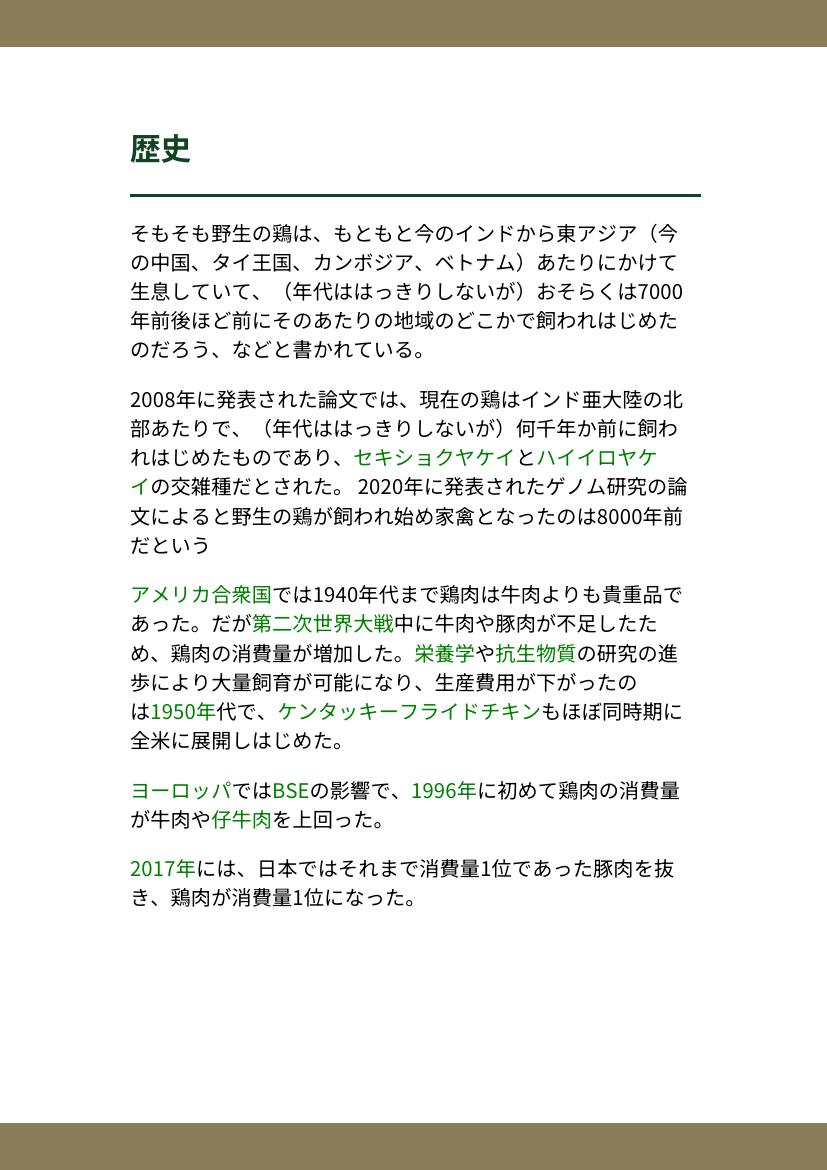 歴史
そもそも野生の鶏は、もともと今のインドから東アジア（今
の中国、タイ王国、カンボジア、ベトナム）あたりにかけて
生息していて、（年代ははっきりしないが）おそらくは7000
年前後ほど前にそのあたりの地域のどこかで飼われはじめた
のだろう、などと書かれている。
2008年に発表された論文では、現在の鶏はインド亜大陸の北
部あたりで、（年代ははっきりしないが）何千年か前に飼わ
れはじめたものであり、セキショクヤケイとハイイロヤケ
イの交雑種だとされた。 2020年に発表されたゲノム研究の論
文によると野生の鶏が飼われ始め家禽となったのは8000年前
だという
アメリカ合衆国では1940年代まで鶏肉は牛肉よりも貴重品で
あった。だが第二次世界大戦中に牛肉や豚肉が不足したた
め、鶏肉の消費量が増加した。栄養学や抗生物質の研究の進
歩により大量飼育が可能になり、生産費用が下がったの
は1950年代で、ケンタッキーフライドチキンもほぼ同時期に
全米に展開しはじめた。
ヨーロッパではBSEの影響で、1996年に初めて鶏肉の消費量
が牛肉や仔牛肉を上回った。
2017年には、日本ではそれまで消費量1位であった豚肉を抜
き、鶏肉が消費量1位になった。